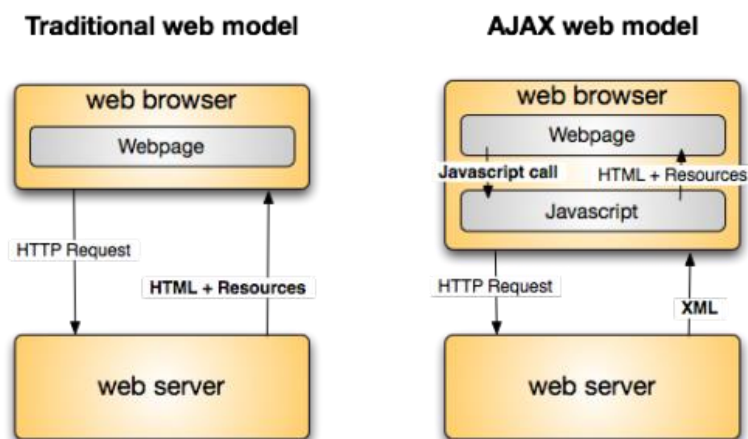 Traditional web model
web browser
Webpage
HTTP Request
HTML + Resources
web server
AJAX web model
web browser
Webpage
Javascript call
HTML + Resources
Javascript
HTTP Request
XML
web server